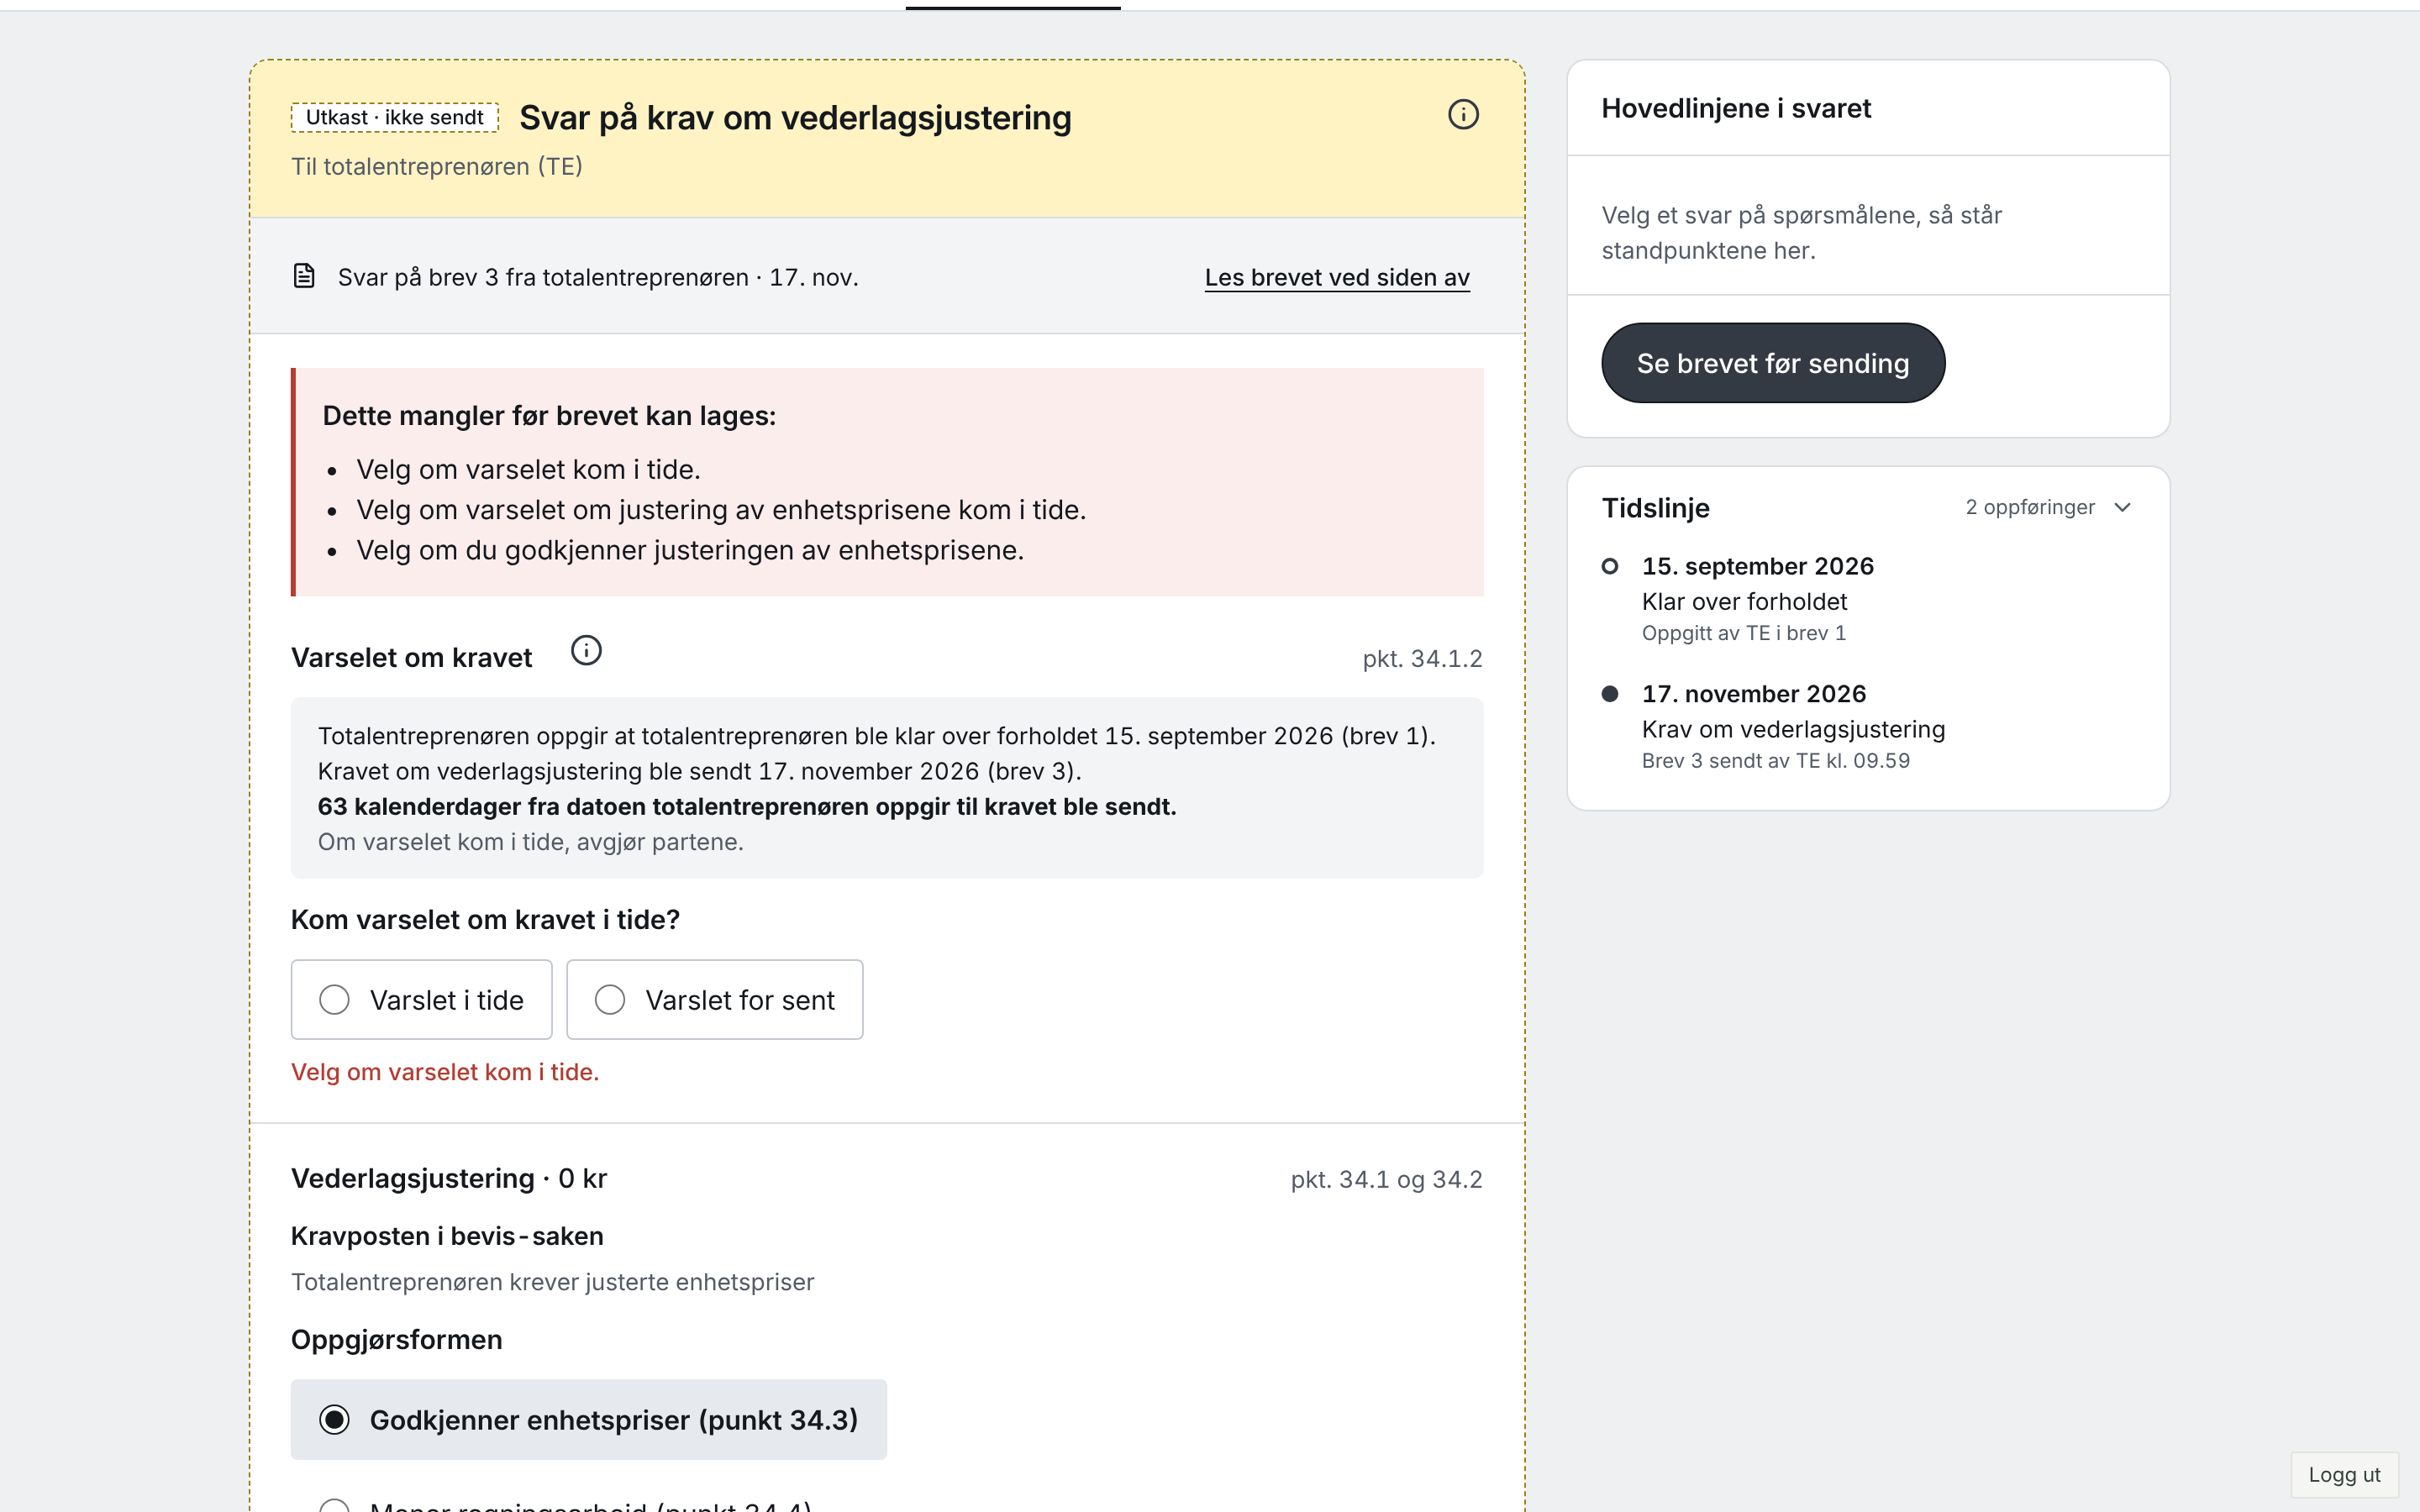 Utkast · ikke sendt
Svar på krav om vederlagsjustering
Til totalentreprenøren (TE)
Svar på brev 3 fra totalentreprenøren · 17. nov.
Les brevet ved siden av
Dette mangler før brevet kan lages:
• Velg om varselet kom i tide.
• Velg om varselet om justering av enhetsprisene kom i tide.
• Velg om du godkjenner justeringen av enhetsprisene.
Varselet om kravet
pkt. 34.1.2
Totalentreprenøren oppgir at totalentreprenøren ble klar over forholdet 15. september 2026 (brev 1).
Kravet om vederlagsjustering ble sendt 17. november 2026 (brev 3).
63 kalenderdager fra datoen totalentreprenøren oppgir til kravet ble sendt.
Om varselet kom i tide, avgjør partene.
Kom varselet om kravet i tide?
Varslet i tide
Varslet for sent
Velg om varselet kom i tide.
Vederlagsjustering · 0 kr
pkt. 34.1 og 34.2
Kravposten i bevis-saken
Totalentreprenøren krever justerte enhetspriser
Oppgjørsformen
Godkjenner enhetspriser (punkt 34.3)
Mener regningsarbeid (punkt 34.4)
Hovedlinjene i svaret
Velg et svar på spørsmålene, så står
standpunktene her.
Se brevet før sending
Tidslinje
2 oppføringer
15. september 2026
Klar over forholdet
Oppgitt av TE i brev 1
17. november 2026
Krav om vederlagsjustering
Brev 3 sendt av TE kl. 09.59
Logg ut